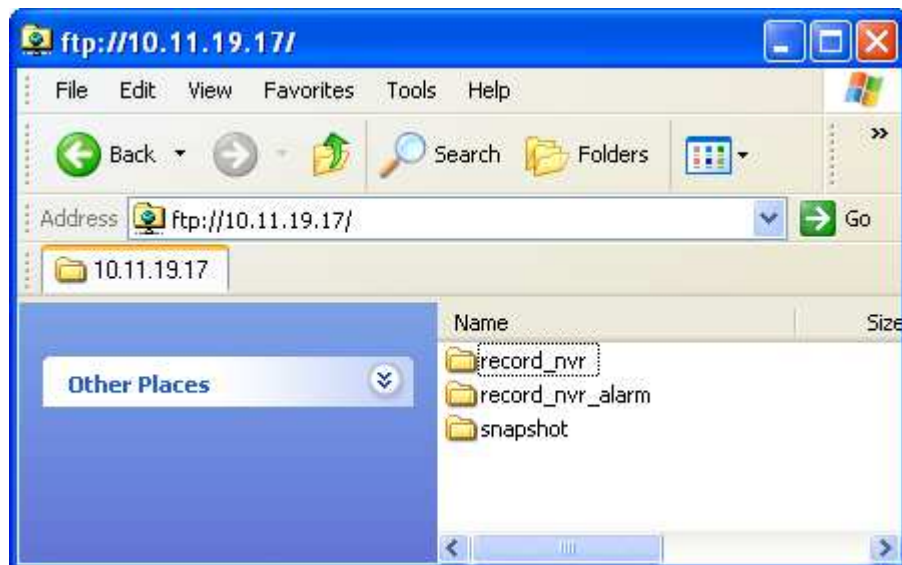 ftp://10.11.19.17/
File Edit View Favorites Tools Help
Back Search Folders »
Address ftp://10.11.19.17/ Go
10.11.19.17
Other Places
Name Size
record_nvr
record_nvr_alarm
snapshot